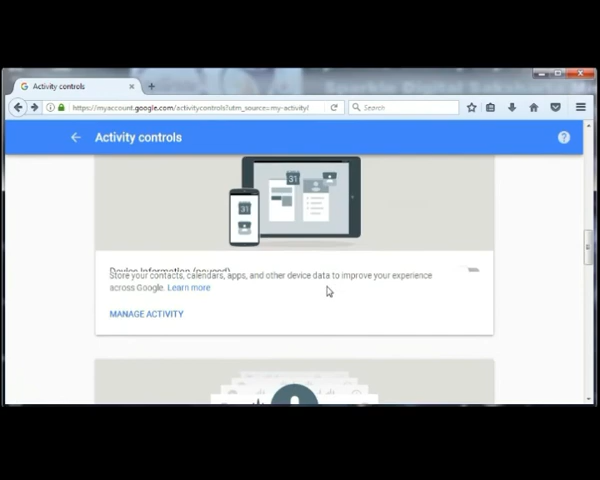 Activity controls
https://myaccount.google.com/activitycontrols?utm_source=my-activity
Search
Activity controls
31
31
Device Information (paused)
Store your contacts, calendars, apps, and other device data to improve your experience
across Google. Learn more
MANAGE ACTIVITY